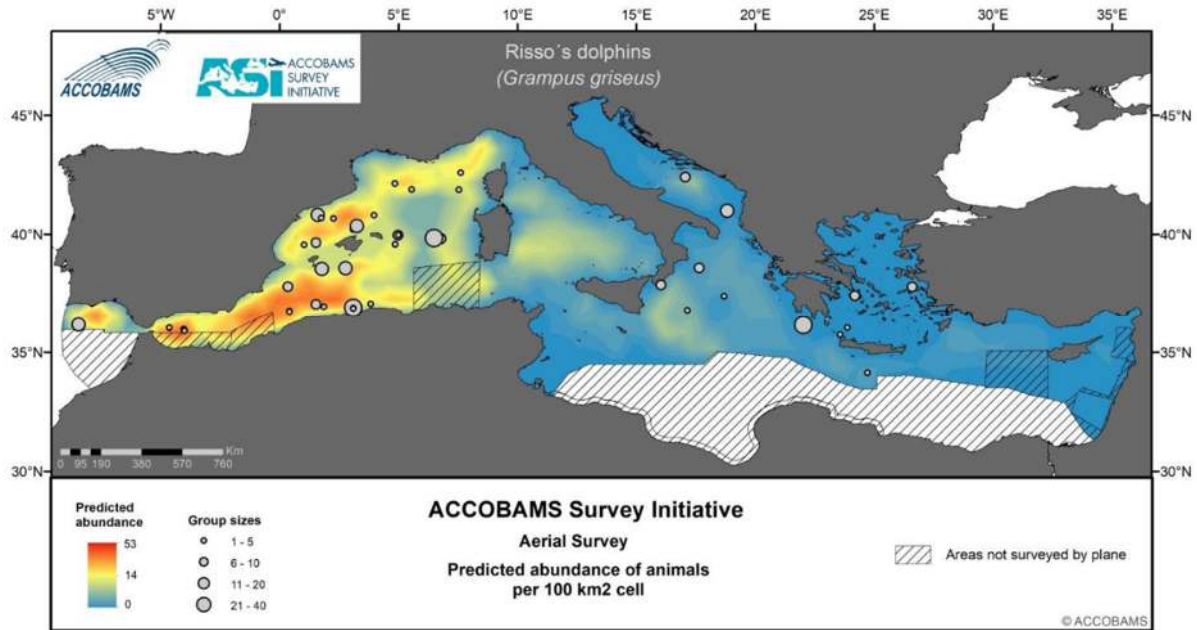 5°W 0° 5°E 10°E 15°E 20°E 25°E 30°E 35°E
ACCOBAMS
ASI ACCOBAMS
SURVEY
INITIATIVE
Risso´s dolphins
(Grampus griseus)
45°N 45°N
40°N 40°N
35°N 35°N
30°N 30°N
Km
0 95 190 380 570 760
Predicted
abundance
53
14
0
Group sizes
1 - 5
6 - 10
11 - 20
21 - 40
ACCOBAMS Survey Initiative
Aerial Survey
Predicted abundance of animals
per 100 km2 cell
Areas not surveyed by plane
© ACCOBAMS